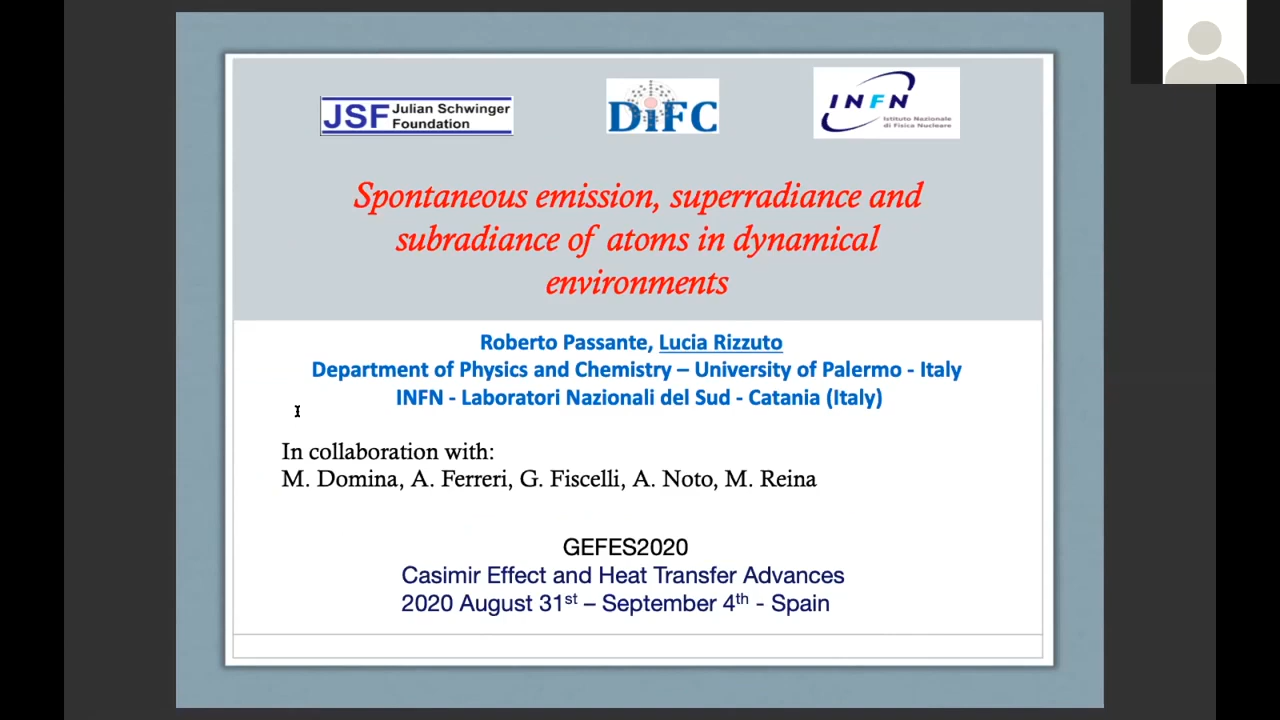 JSF Julian Schwinger
Foundation
DiFC
INFN
Istituto Nazionale
di Fisica Nucleare
Spontaneous emission, superradiance and
subradiance of atoms in dynamical
environments
Roberto Passante, Lucia Rizzuto
Department of Physics and Chemistry – University of Palermo - Italy
INFN - Laboratori Nazionali del Sud - Catania (Italy)
In collaboration with:
M. Domina, A. Ferreri, G. Fiscelli, A. Noto, M. Reina
GEFES2020
Casimir Effect and Heat Transfer Advances
2020 August 31st – September 4th - Spain